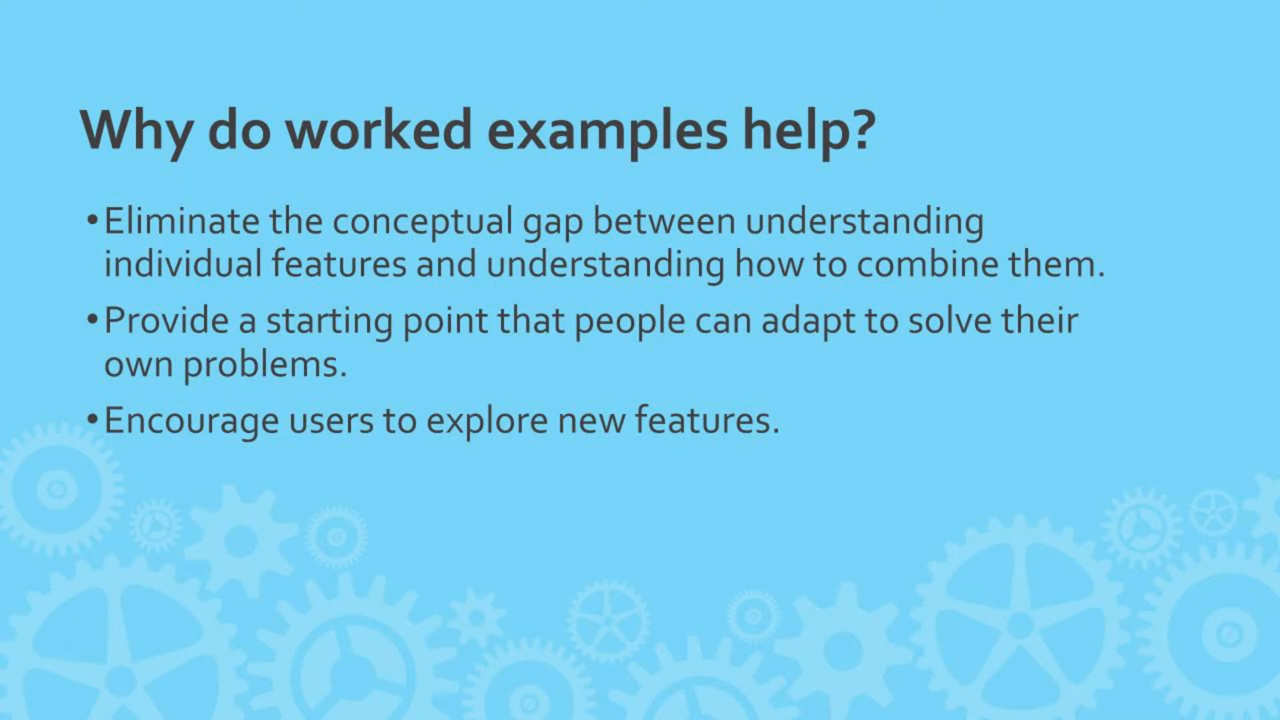 Why do worked examples help?
•Eliminate the conceptual gap between understanding
individual features and understanding how to combine them.
•Provide a starting point that people can adapt to solve their
own problems.
•Encourage users to explore new features.